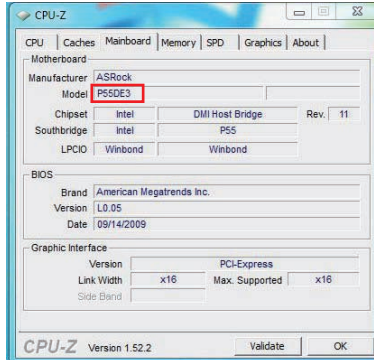 CPU-Z
CPU Caches Mainboard Memory SPD Graphics About
Motherboard
Manufacturer ASRock
Model P55DE3
Chipset Intel DMI Host Bridge Rev. 11
Southbridge Intel P55
LPCIO Winbond Winbond
BIOS
Brand American Megatrends Inc.
Version L0.05
Date 09/14/2009
Graphic Interface
Version PCI-Express
Link Width x16 Max. Supported x16
Side Band
CPU-Z Version 1.52.2 Validate OK